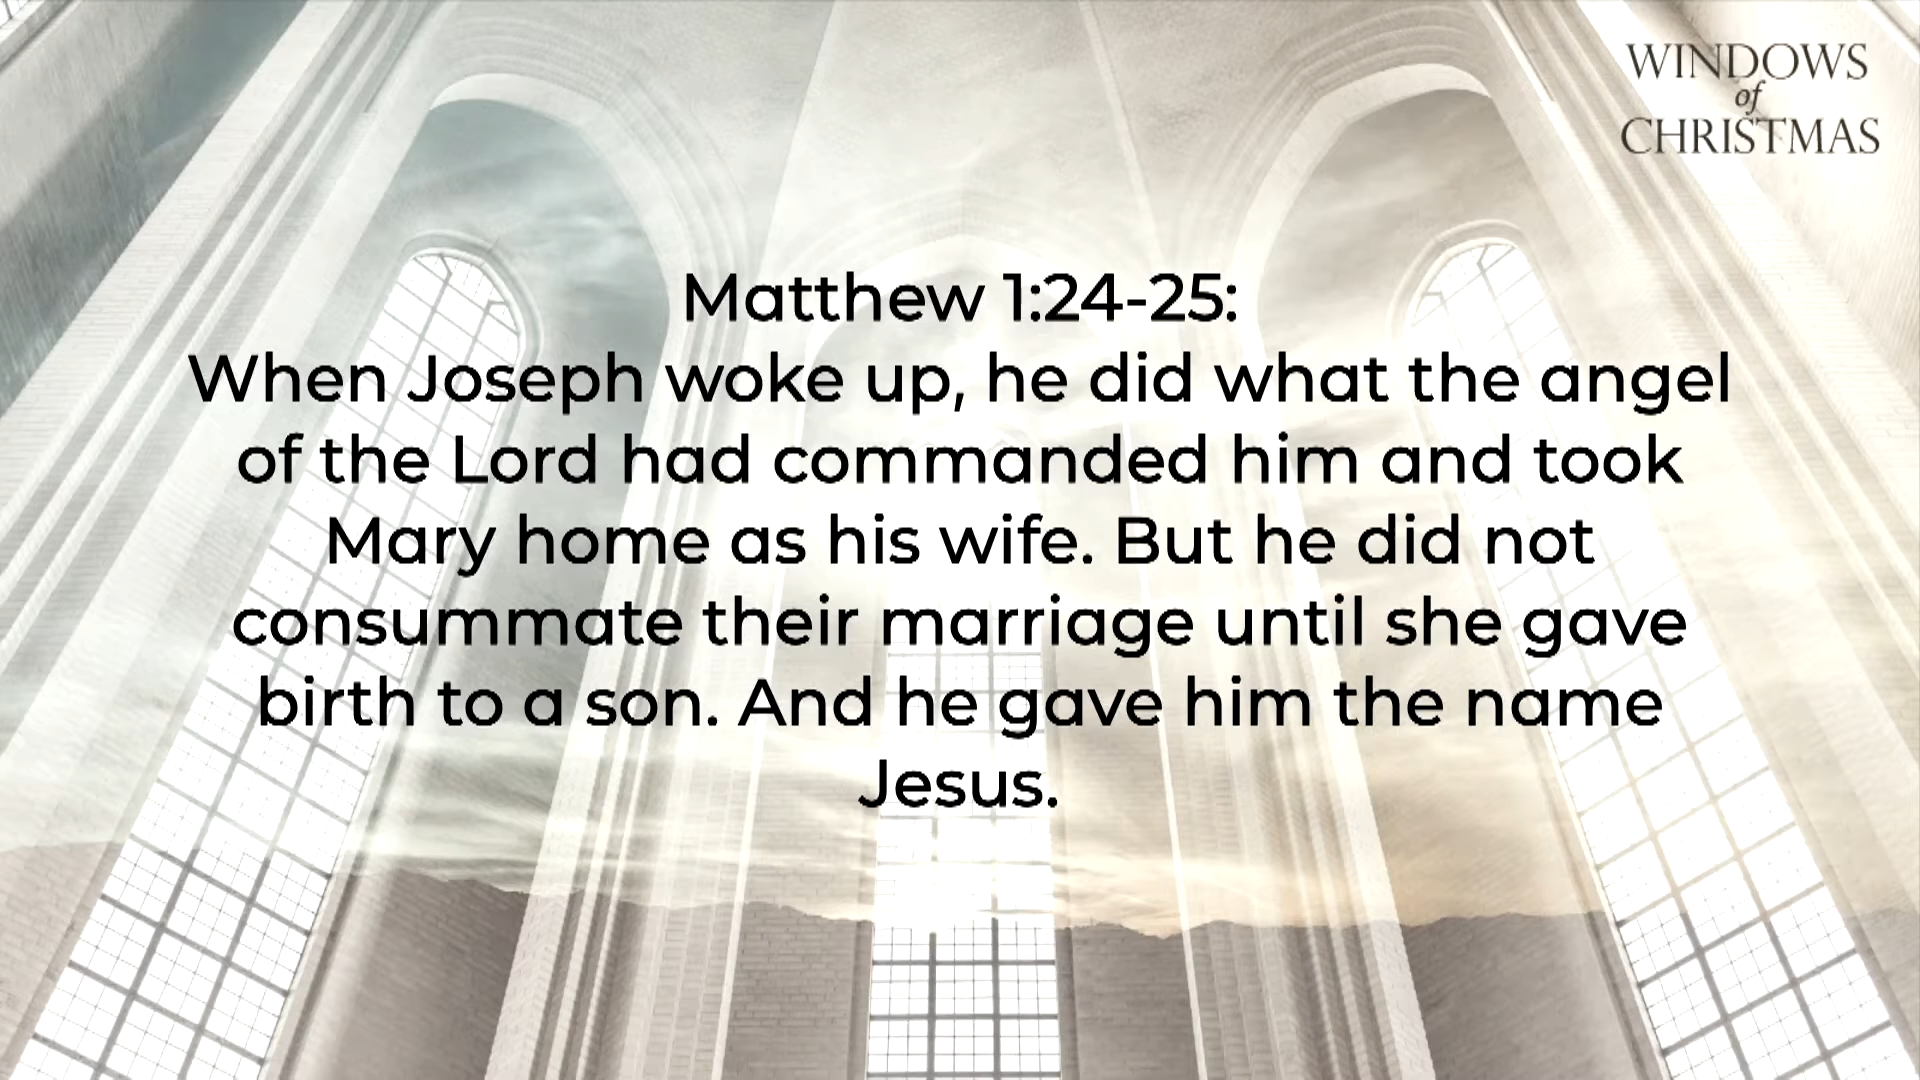 WINDOWS
of
CHRISTMAS
Matthew 1:24-25:
When Joseph woke up, he did what the angel
of the Lord had commanded him and took
Mary home as his wife. But he did not
consummate their marriage until she gave
birth to a son. And he gave him the name
Jesus.